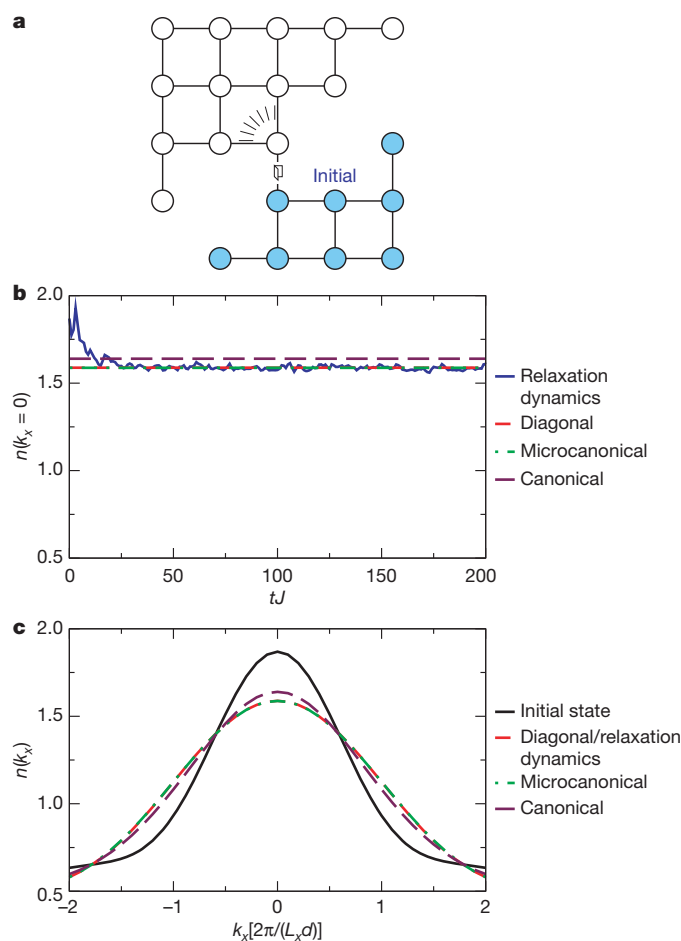 a
Initial
b
2.0
1.5
1.0
0.5
n(kx = 0)
0
50
100
150
200
tJ
Relaxation
dynamics
Diagonal
Microcanonical
Canonical
c
2.0
1.5
1.0
0.5
n(kx)
−2
−1
0
1
2
kx[2π/(Lxd)]
Initial state
Diagonal/relaxation
dynamics
Microcanonical
Canonical